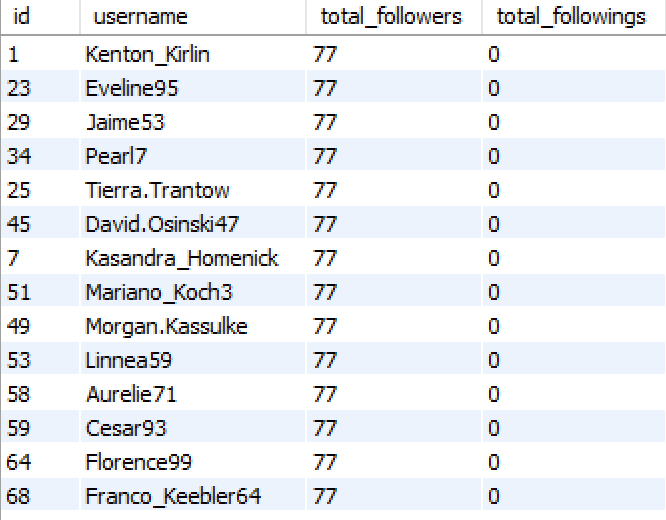 id username total_followers total_followings
1 Kenton_Kirlin 77 0
23 Eveline95 77 0
29 Jaime53 77 0
34 Pearl7 77 0
25 Tierra.Trantow 77 0
45 David.Osinski47 77 0
7 Kasandra_Homenick 77 0
51 Mariano_Koch3 77 0
49 Morgan.Kassulke 77 0
53 Linnea59 77 0
58 Aurelie71 77 0
59 Cesar93 77 0
64 Florence99 77 0
68 Franco_Keebler64 77 0